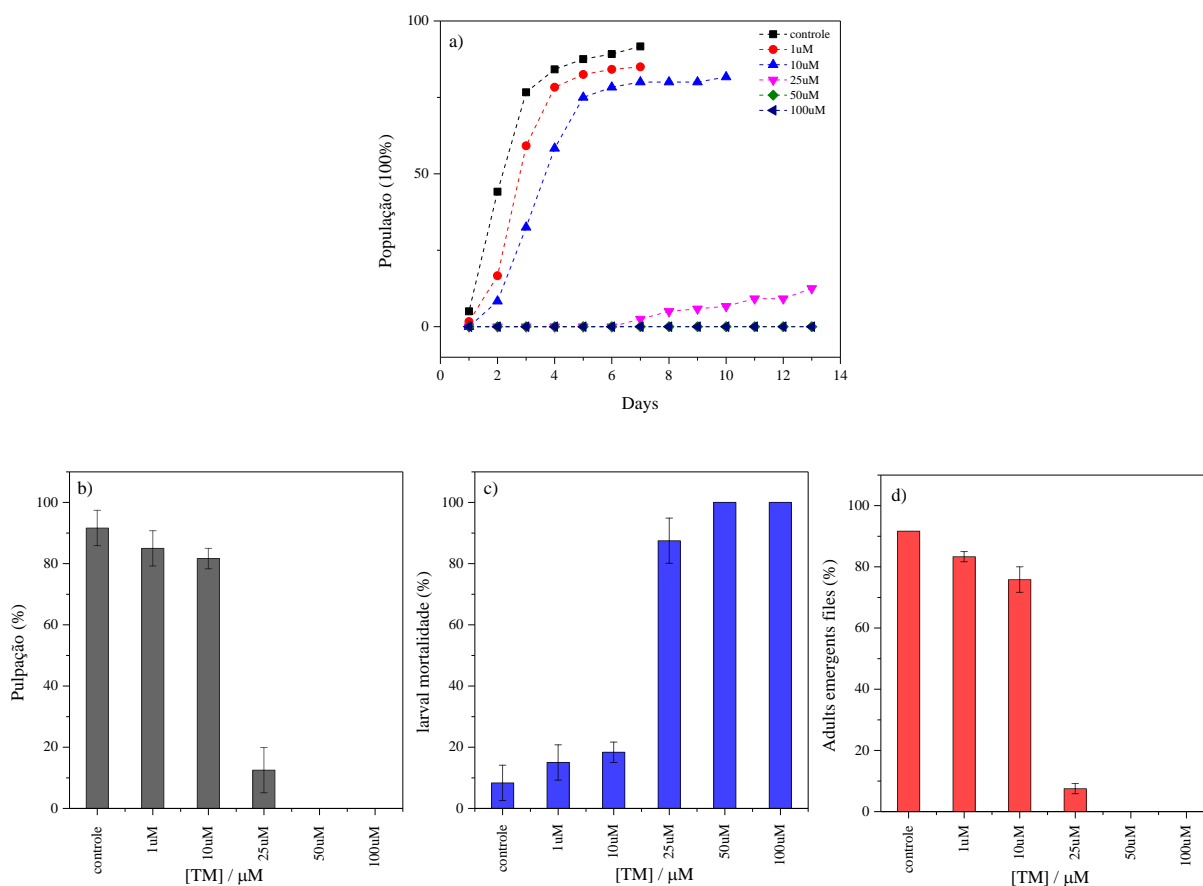 a)
controle
1uM
10uM
25uM
50uM
100uM
100
50
0
População (100%)
0 2 4 6 8 10 12 14
Days
b)
100
80
60
40
20
0
Pulpação (%)
controle
1uM
10uM
25uM
50uM
100uM
[TM] / μM
c)
100
80
60
40
20
0
larval mortalidade (%)
controle
1uM
10uM
25uM
50uM
100uM
[TM] / μM
d)
100
80
60
40
20
0
Adults emergents files (%)
controle
1uM
10uM
25uM
50uM
100uM
[TM] / μM